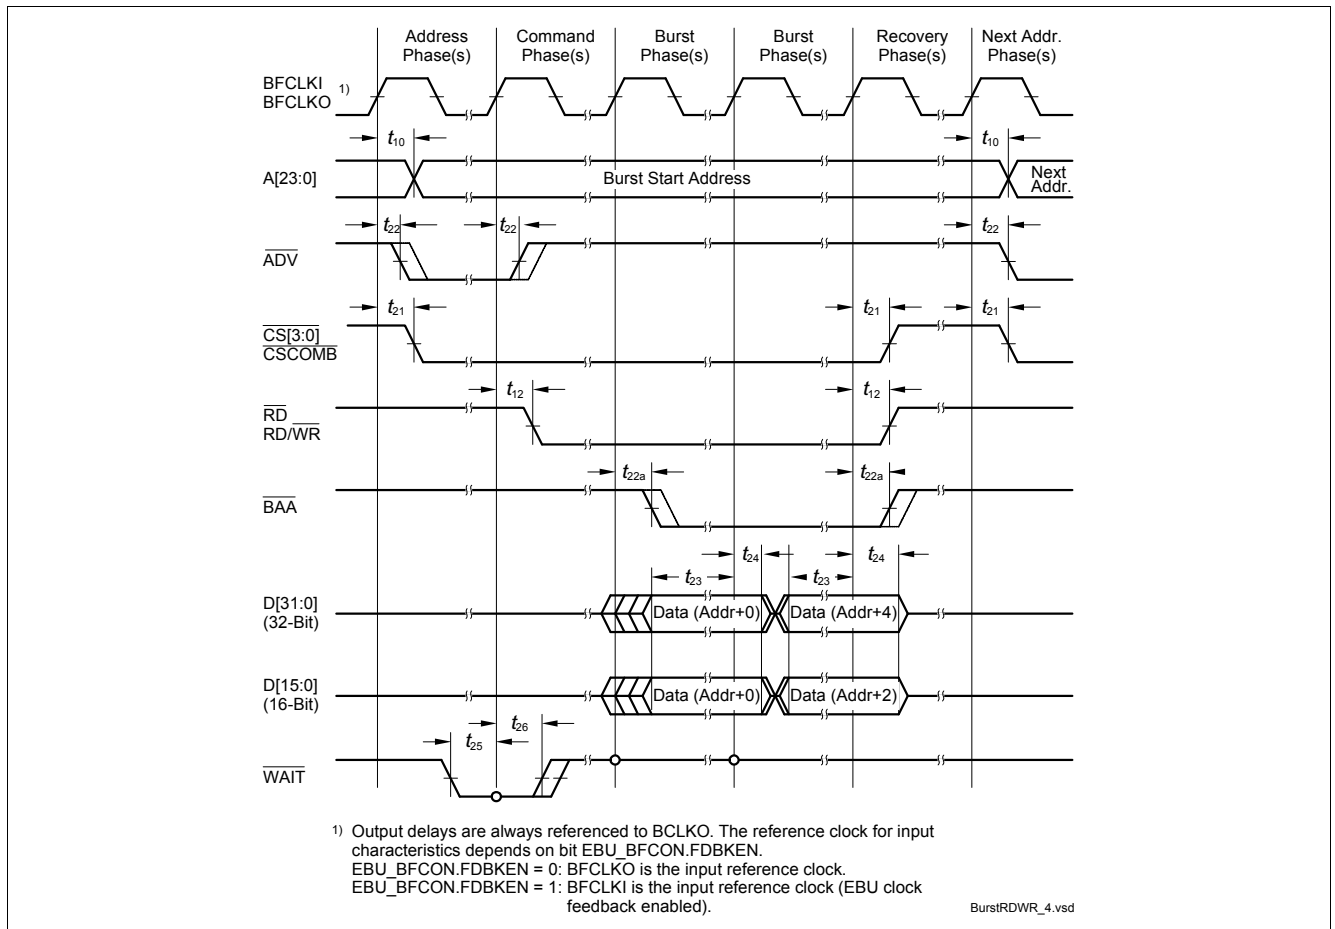 Address Phase(s)
Command Phase(s)
Burst Phase(s)
Burst Phase(s)
Recovery Phase(s)
Next Addr. Phase(s)
BFCLKI
BFCLKO 1)
t10
t10
A[23:0]
Burst Start Address
Next Addr.
t22
t22
t22
ADV
t21
t21
t21
CS[3:0]
CSCOMB
t12
t12
RD
RD/WR
t22a
t22a
BAA
t24
t24
t23
t23
D[31:0]
(32-Bit)
Data (Addr+0)
Data (Addr+4)
D[15:0]
(16-Bit)
Data (Addr+0)
Data (Addr+2)
t26
t25
WAIT
1) Output delays are always referenced to BCLKO. The reference clock for input
characteristics depends on bit EBU_BFCON.FDBKEN.
EBU_BFCON.FDBKEN = 0: BFCLKO is the input reference clock.
EBU_BFCON.FDBKEN = 1: BFCLKI is the input reference clock (EBU clock
feedback enabled).
BurstRDWR_4.vsd